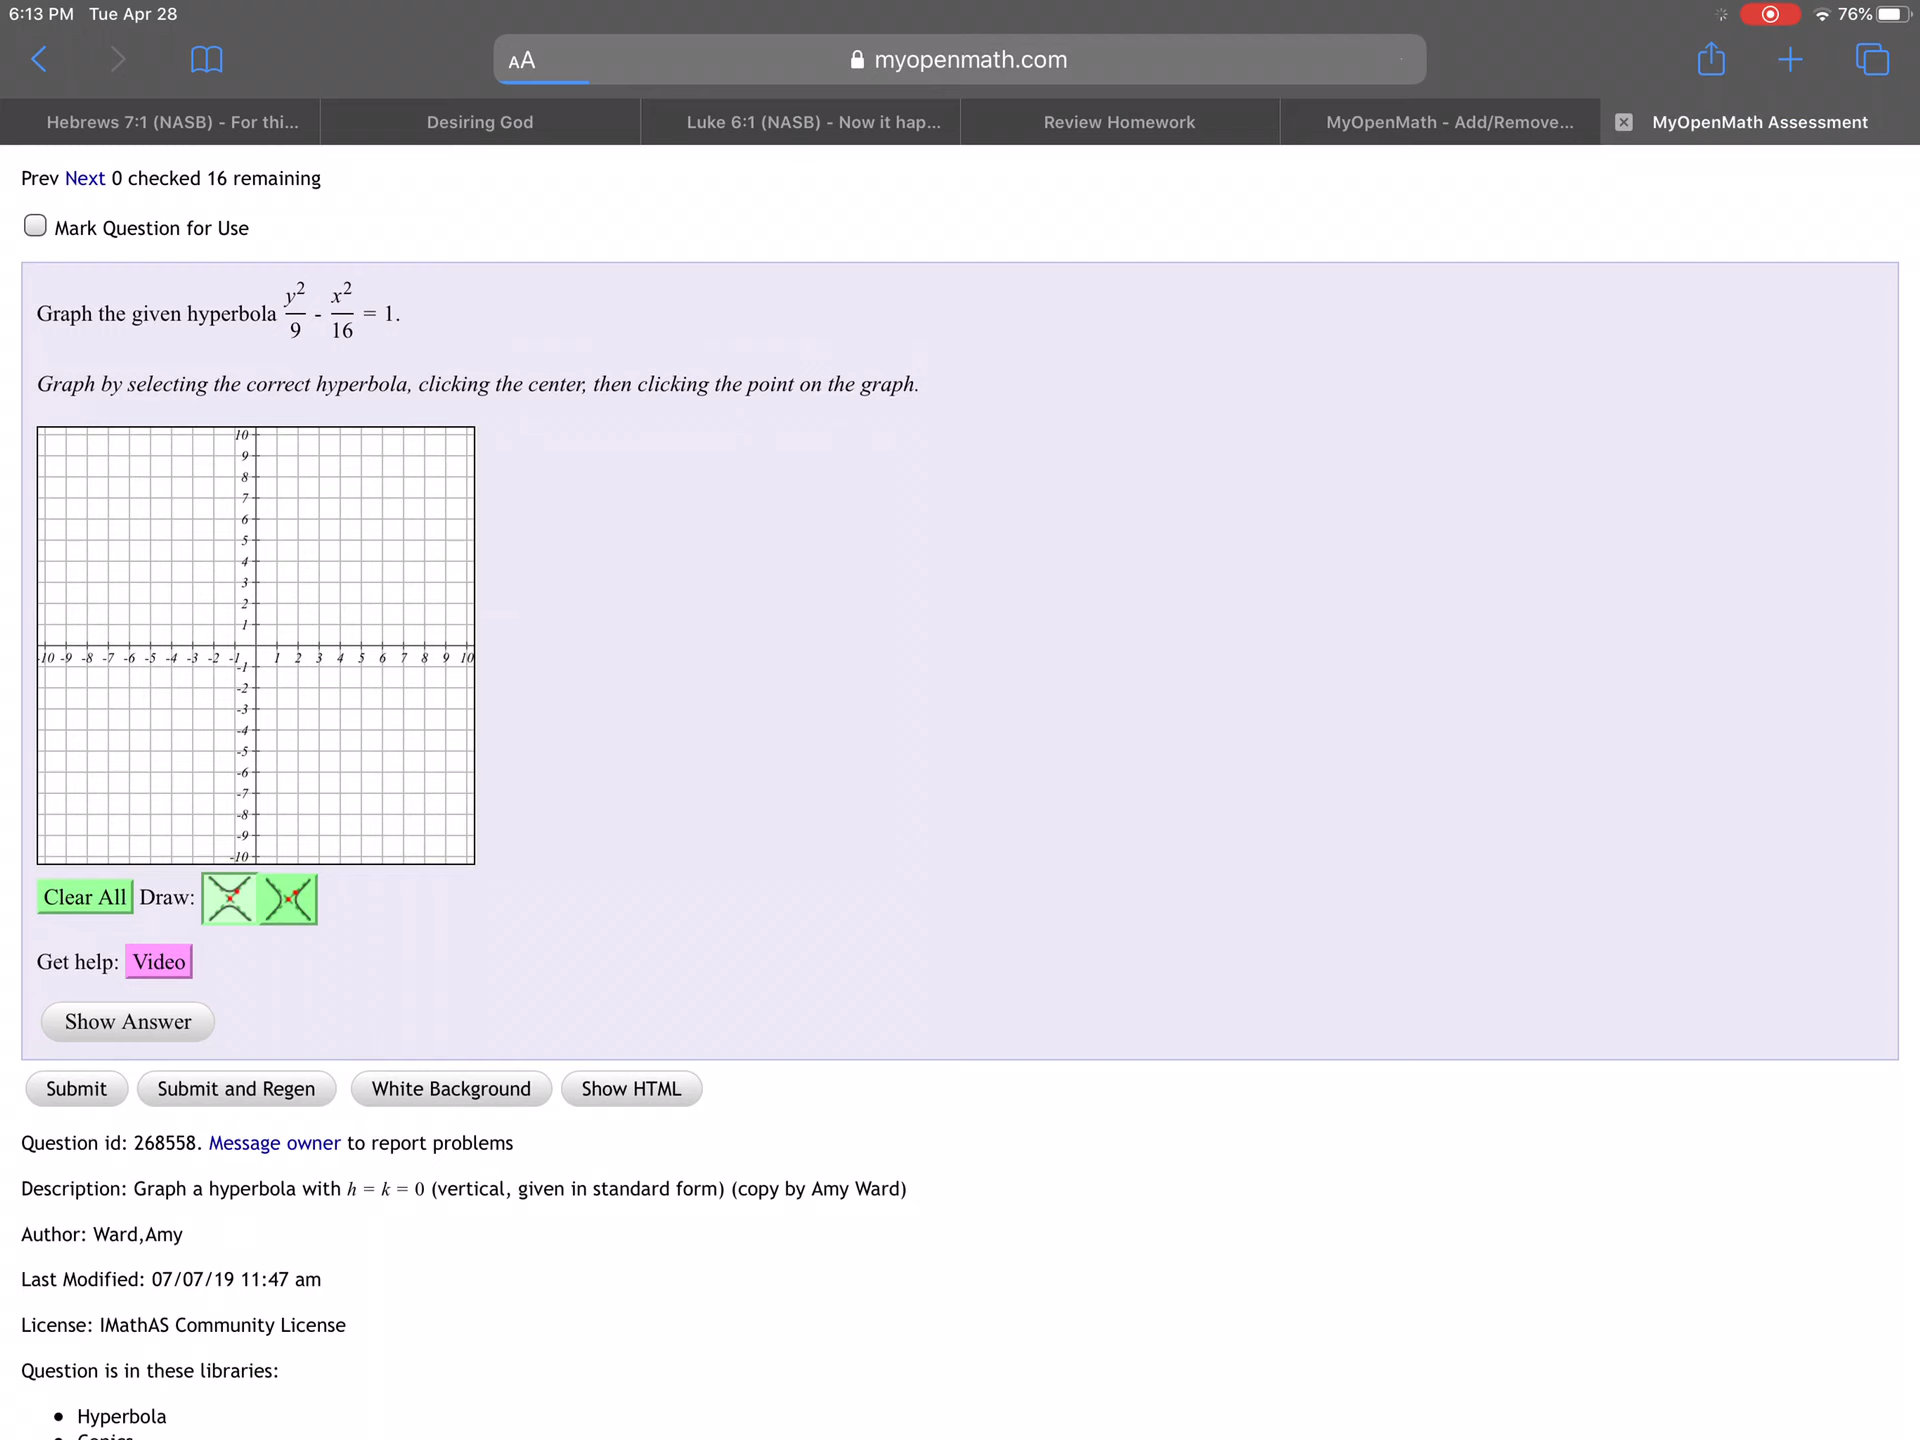 6:13 PM Tue Apr 28 76%
AA myopenmath.com
Hebrews 7:1 (NASB) - For thi... Desiring God Luke 6:1 (NASB) - Now it hap... Review Homework MyOpenMath - Add/Remove... MyOpenMath Assessment
Prev Next 0 checked 16 remaining
Mark Question for Use
Graph the given hyperbola y²/9 - x²/16 = 1.
Graph by selecting the correct hyperbola, clicking the center, then clicking the point on the graph.
10
9
8
7
6
5
4
3
2
1
-10 -9 -8 -7 -6 -5 -4 -3 -2 -1 1 2 3 4 5 6 7 8 9 10
-1
-2
-3
-4
-5
-6
-7
-8
-9
-10
Clear All Draw:
Get help: Video
Show Answer
Submit Submit and Regen White Background Show HTML
Question id: 268558. Message owner to report problems
Description: Graph a hyperbola with h = k = 0 (vertical, given in standard form) (copy by Amy Ward)
Author: Ward,Amy
Last Modified: 07/07/19 11:47 am
License: IMathAS Community License
Question is in these libraries:
• Hyperbola